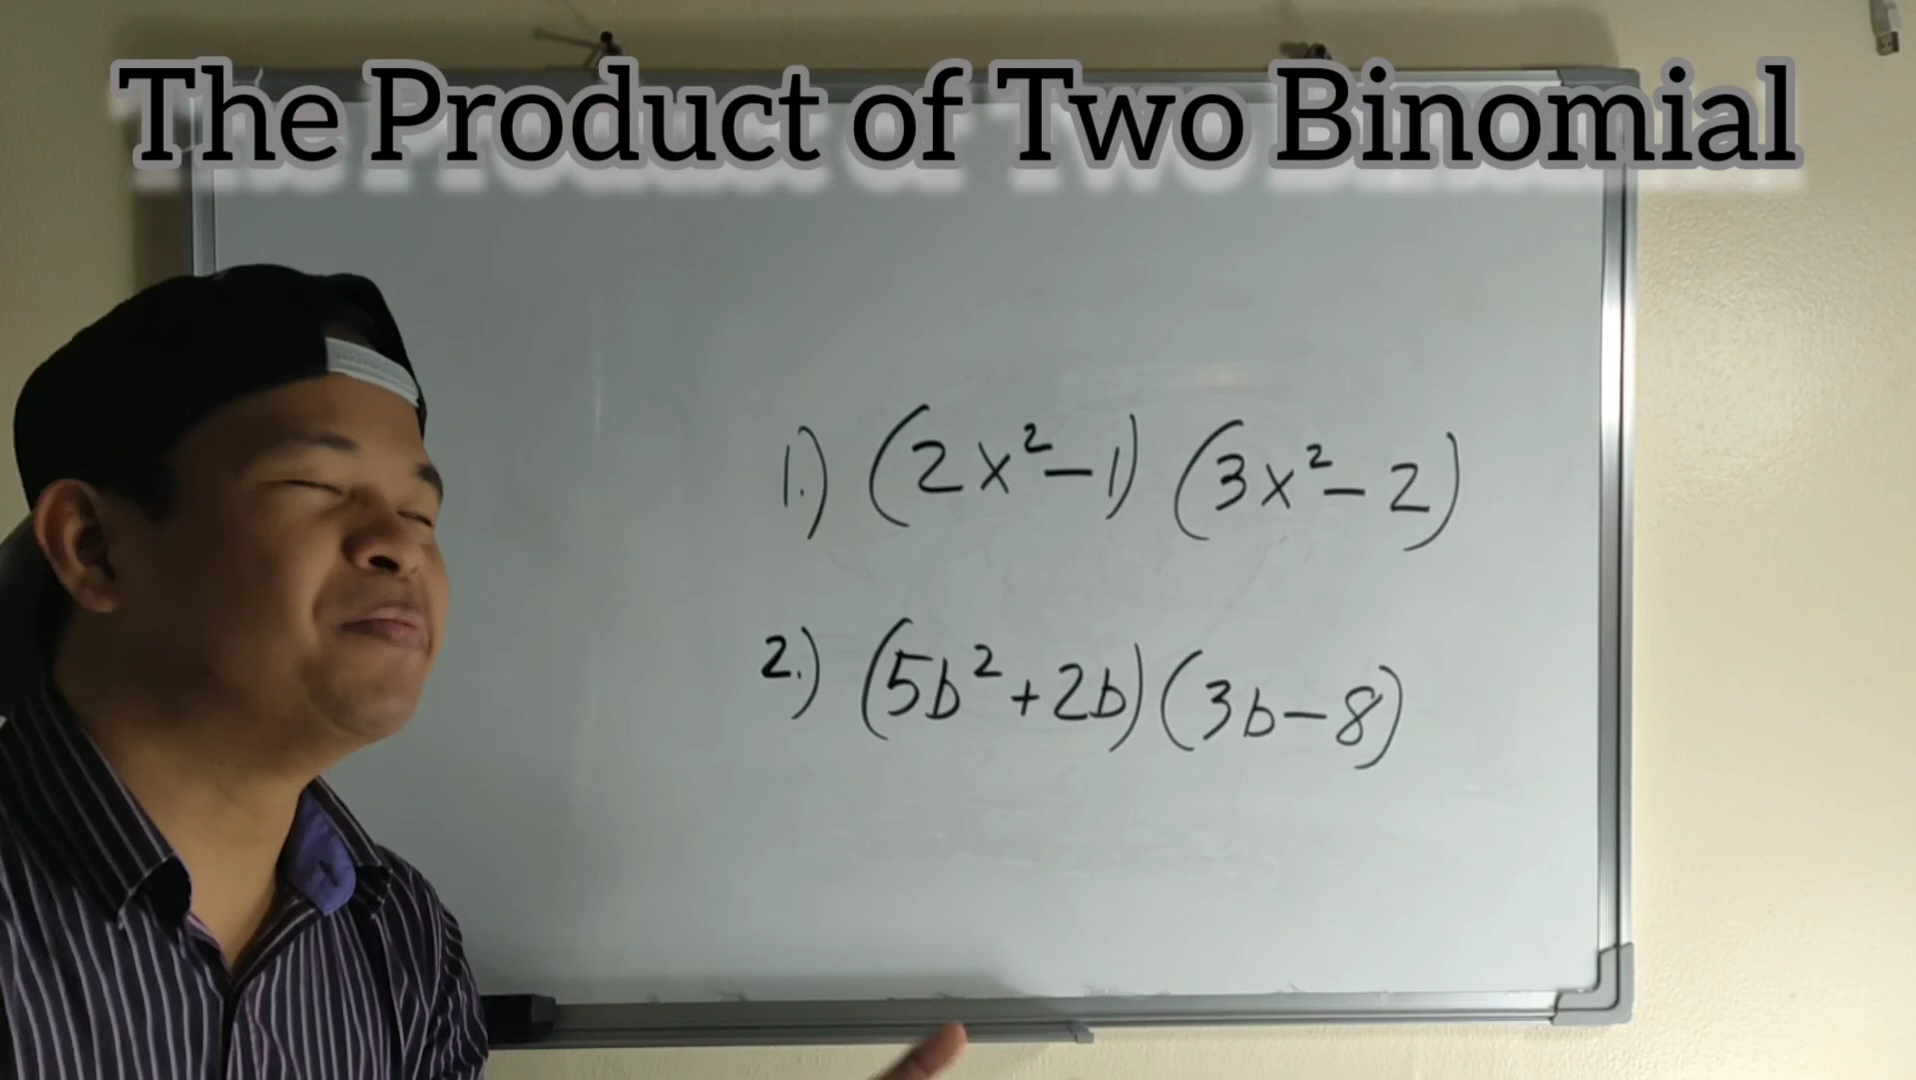 The Product of Two Binomial
1.) (2x²-1) (3x²-2)
2.) (5b²+2b)(3b-8)